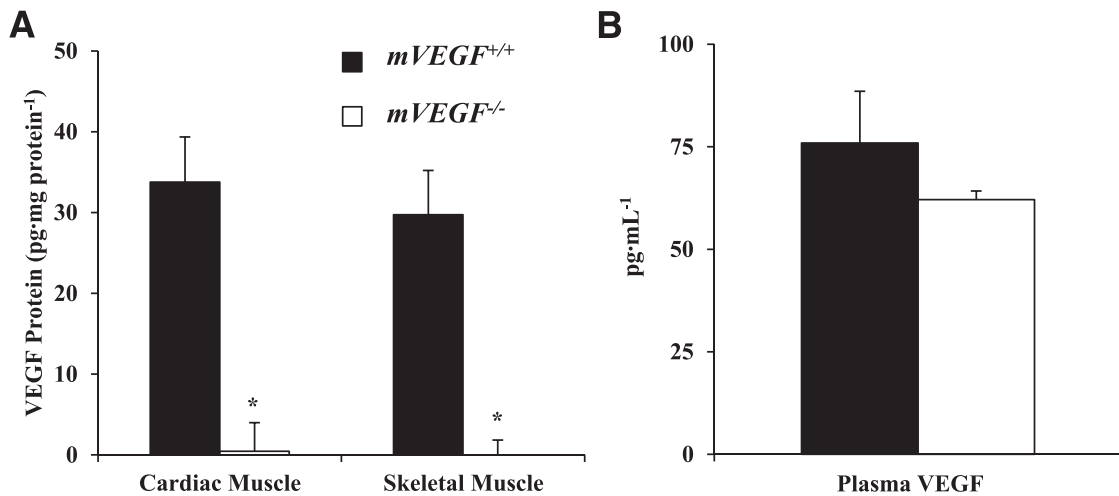 A
VEGF Protein (pg·mg protein⁻¹)
50
40
30
20
10
0
mVEGF⁺/⁺
mVEGF⁻/⁻
*
*
Cardiac Muscle
Skeletal Muscle
B
pg·mL⁻¹
100
75
50
25
0
Plasma VEGF